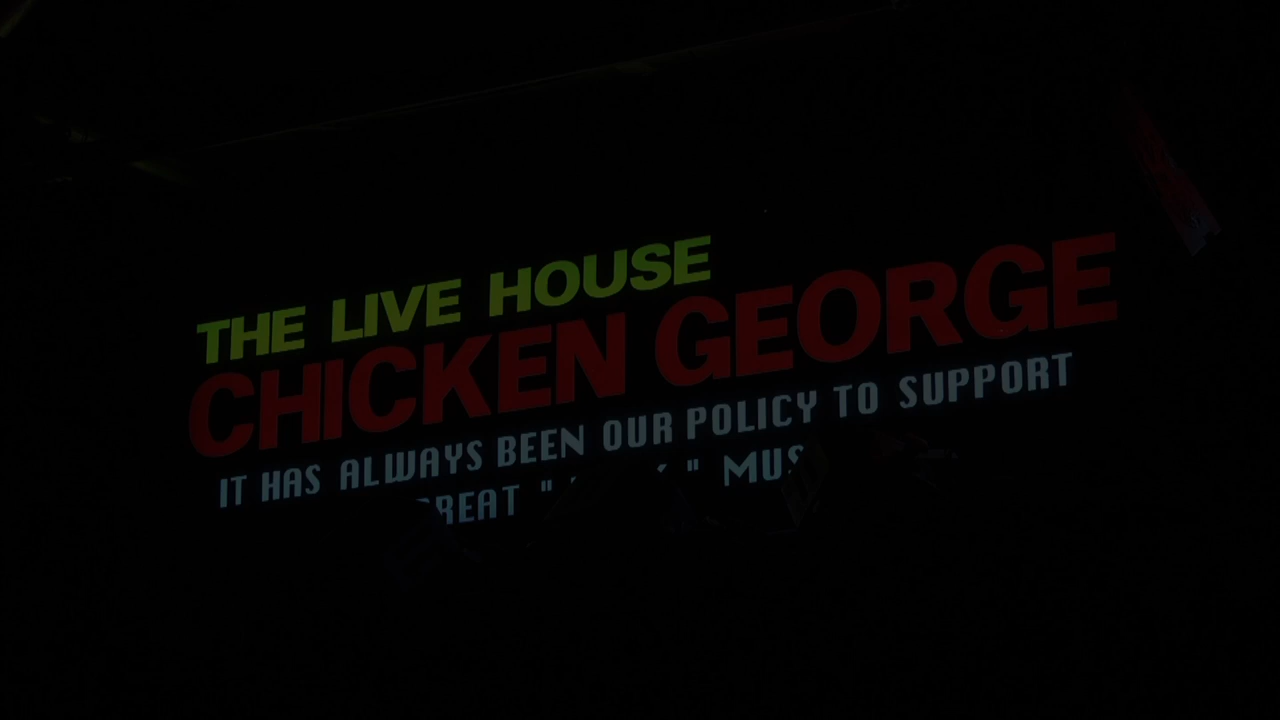 THE LIVE HOUSE
CHICKEN GEORGE
IT HAS ALWAYS BEEN OUR POLICY TO SUPPORT